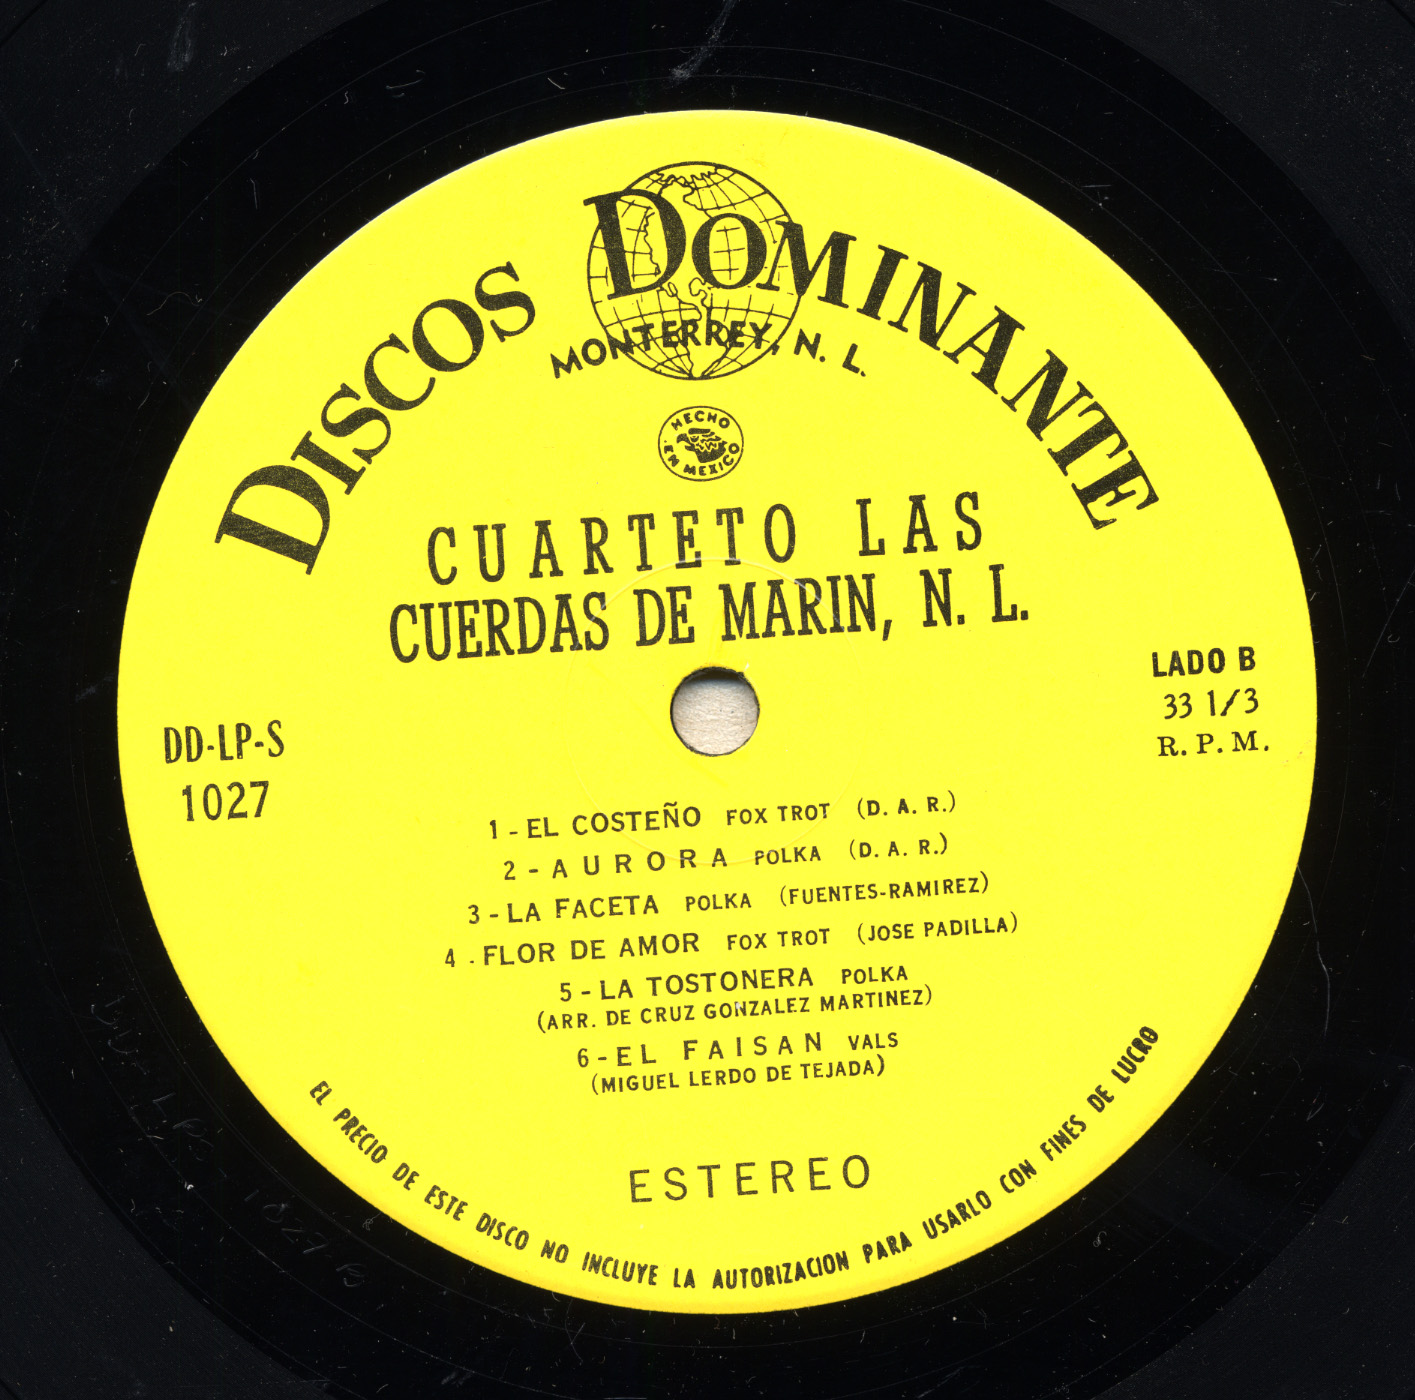 DISCOS DOMINANTE
MONTERREY, N. L.
HECHO
EN MEXICO
CUARTETO LAS
CUERDAS DE MARIN, N. L.
LADO B
33 1/3
R. P. M.
DD-LP-S
1027
1 - EL COSTEÑO FOX TROT (D. A. R.)
2 - AURORA POLKA (D. A. R.)
3 - LA FACETA POLKA (FUENTES-RAMIREZ)
4 . FLOR DE AMOR FOX TROT (JOSE PADILLA)
5 - LA TOSTONERA POLKA
(ARR. DE CRUZ GONZALEZ MARTINEZ)
6 - EL FAISAN VALS
(MIGUEL LERDO DE TEJADA)
ESTEREO
EL PRECIO DE ESTE DISCO NO INCLUYE LA AUTORIZACION PARA USARLO CON FINES DE LUCRO